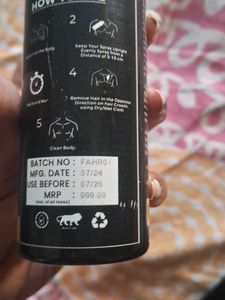 HOW
2
Keep Your Spray Upright
Evenly Spray From a
Distance of 5-10 cm
4
Remove Hair in the Opposite
Direction on hair Growth,
using Dry/Wet Cloth
5
Clean Body.
BATCH NO : FAHR01
MFG. DATE : 07/24
USE BEFORE : 07/26
MRP : 999.00
(Incl. of all taxes)